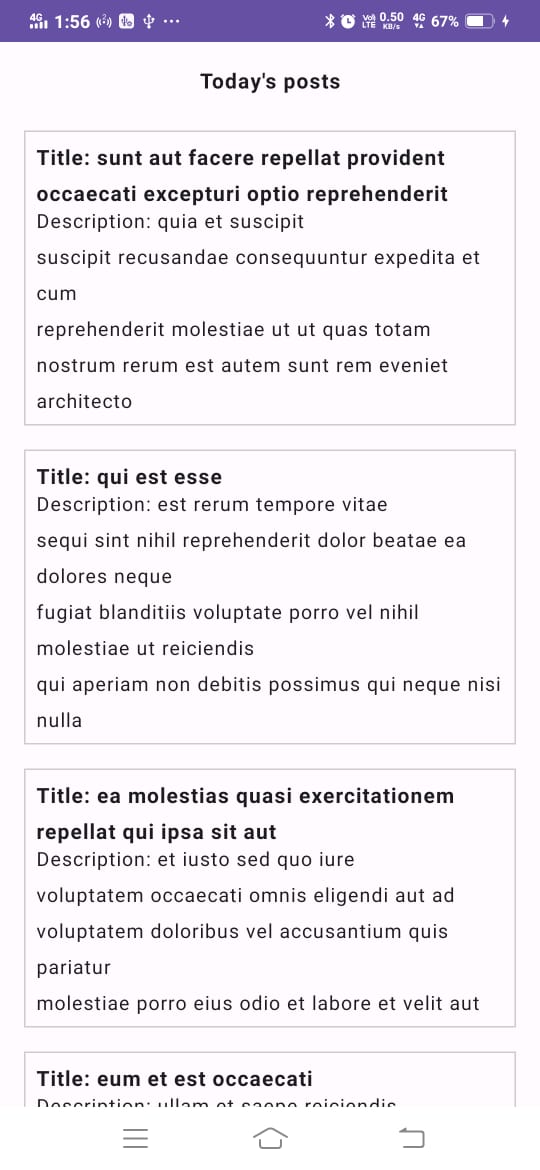 4G 1:56 ...
Vo) LTE 0.50 KB/s 4G 67%
Today's posts
Title: sunt aut facere repellat provident
occaecati excepturi optio reprehenderit
Description: quia et suscipit
suscipit recusandae consequuntur expedita et
cum
reprehenderit molestiae ut ut quas totam
nostrum rerum est autem sunt rem eveniet
architecto
Title: qui est esse
Description: est rerum tempore vitae
sequi sint nihil reprehenderit dolor beatae ea
dolores neque
fugiat blanditiis voluptate porro vel nihil
molestiae ut reiciendis
qui aperiam non debitis possimus qui neque nisi
nulla
Title: ea molestias quasi exercitationem
repellat qui ipsa sit aut
Description: et iusto sed quo iure
voluptatem occaecati omnis eligendi aut ad
voluptatem doloribus vel accusantium quis
pariatur
molestiae porro eius odio et labore et velit aut
Title: eum et est occaecati
Description: ullam et saepe reiciendis